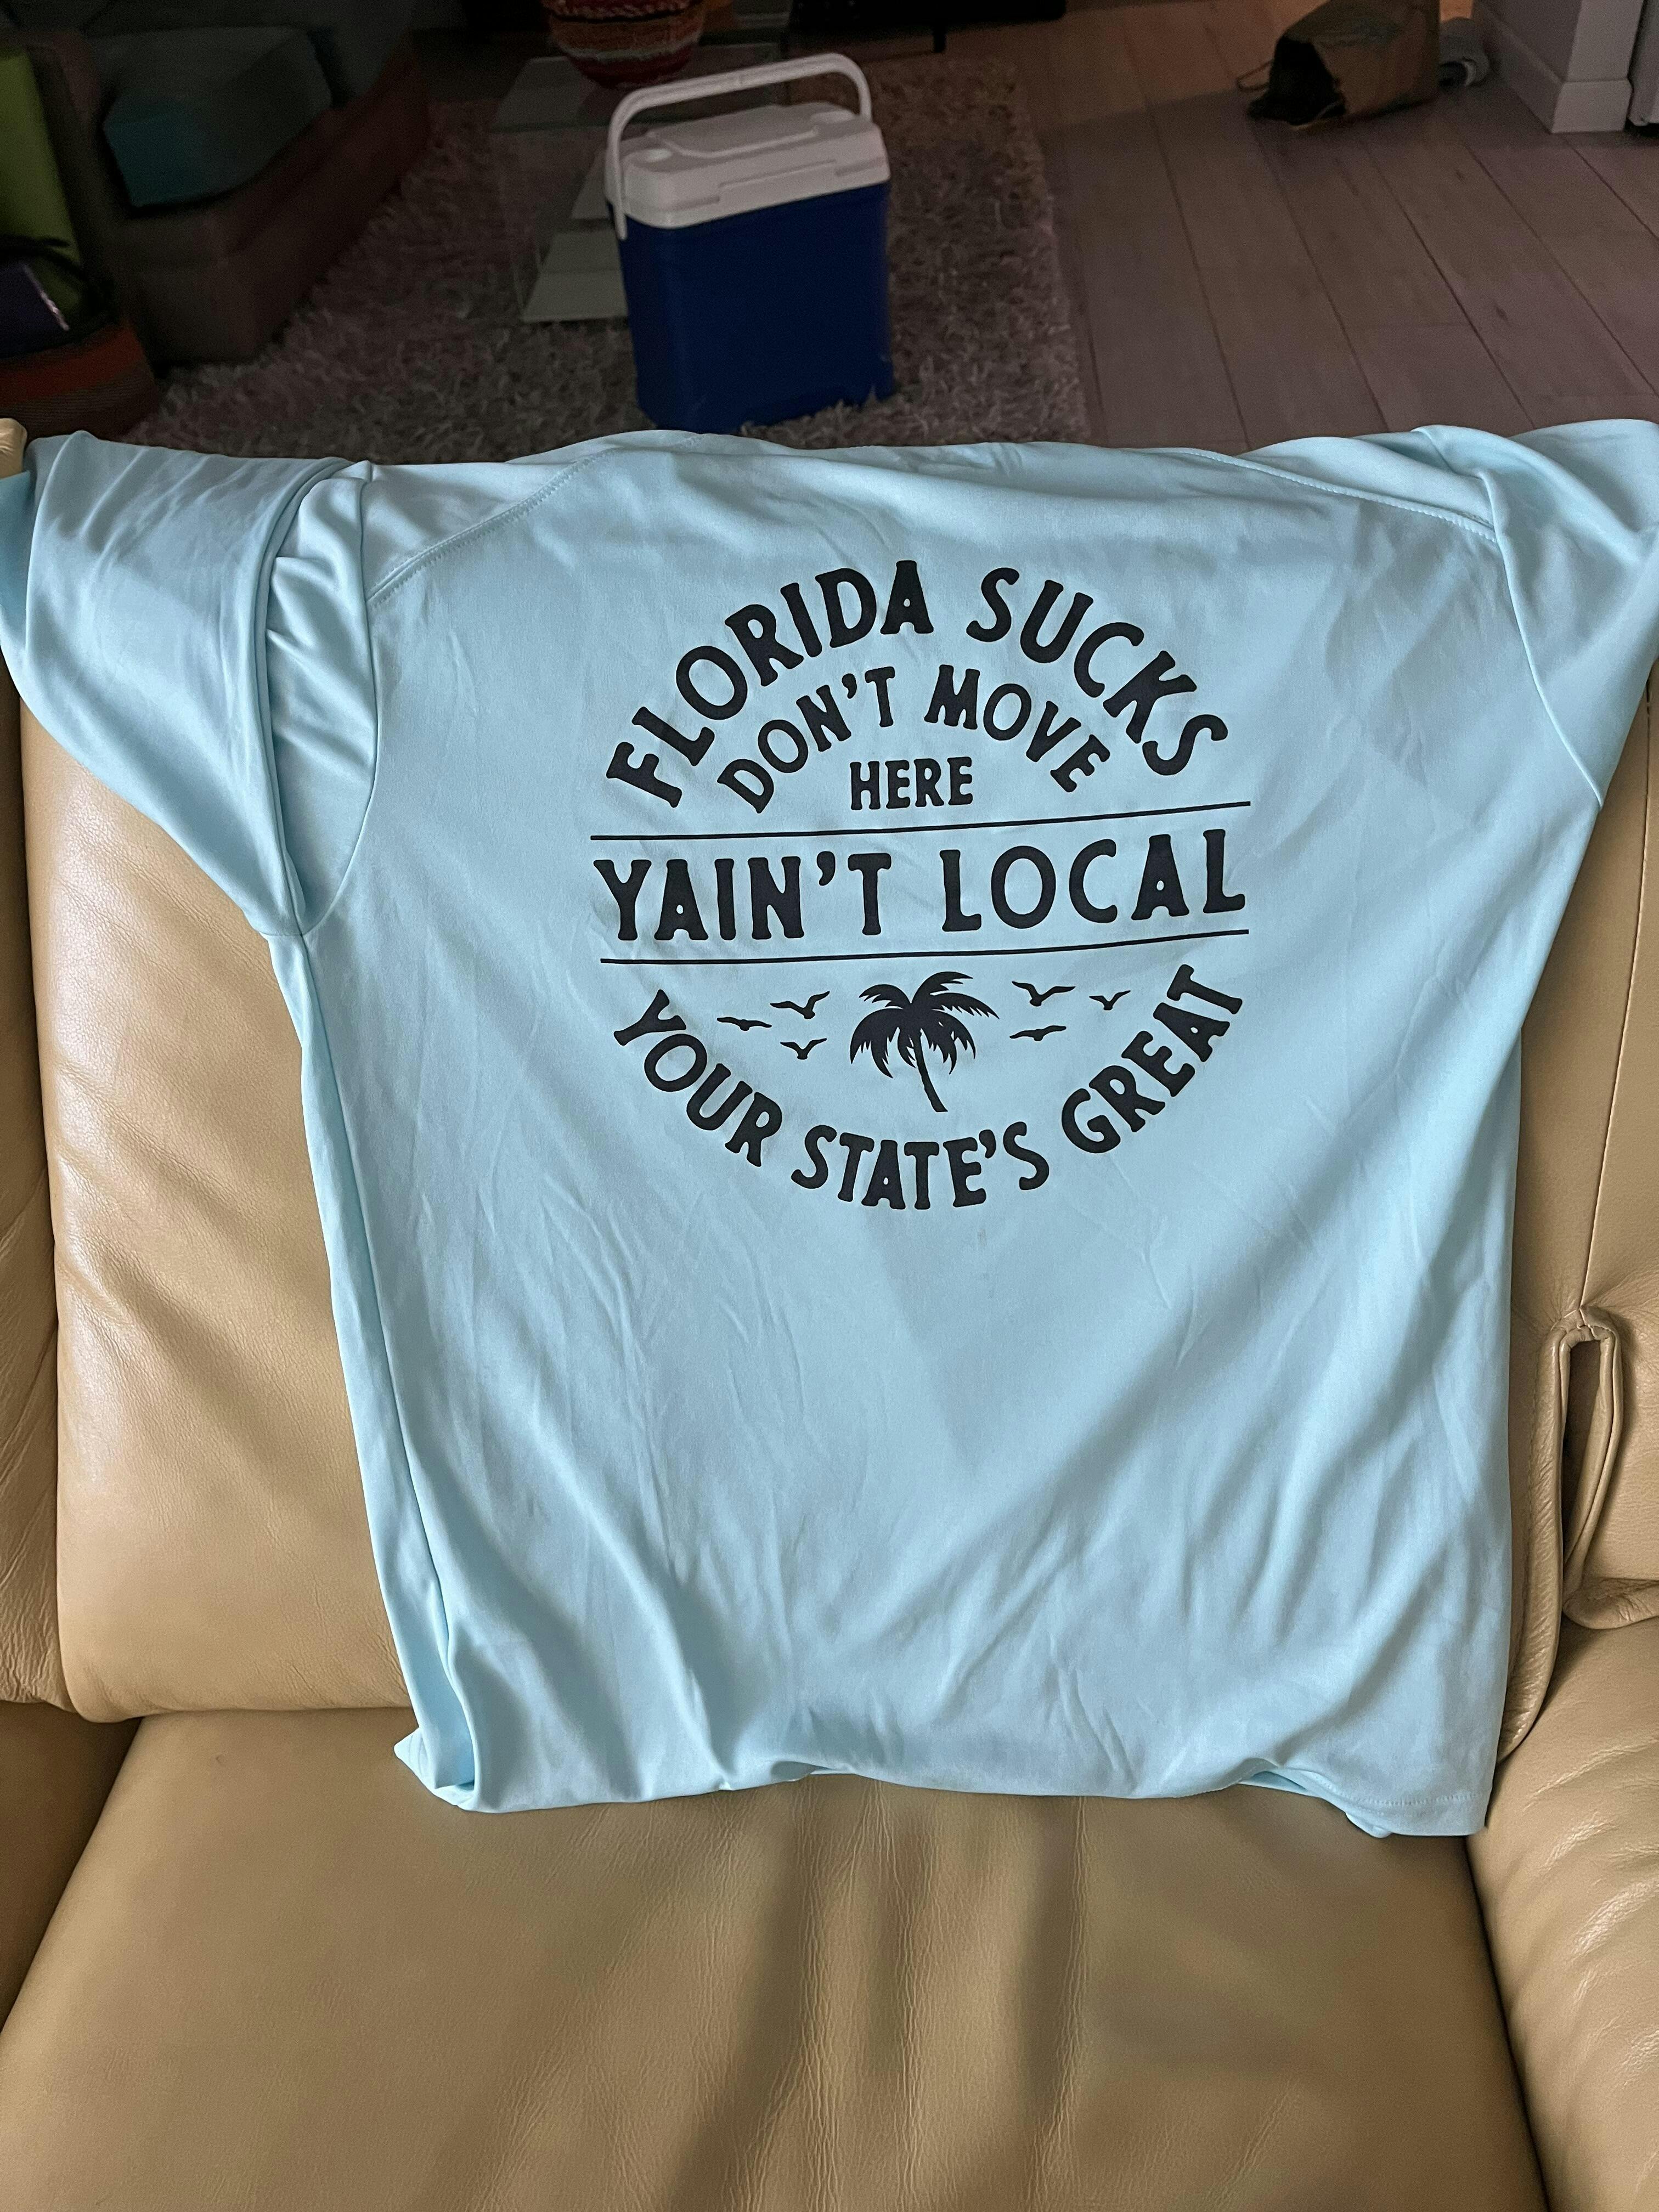 FLORIDA SUCKS
DON'T MOVE
HERE
YAIN'T LOCAL
YOUR STATE'S GREAT